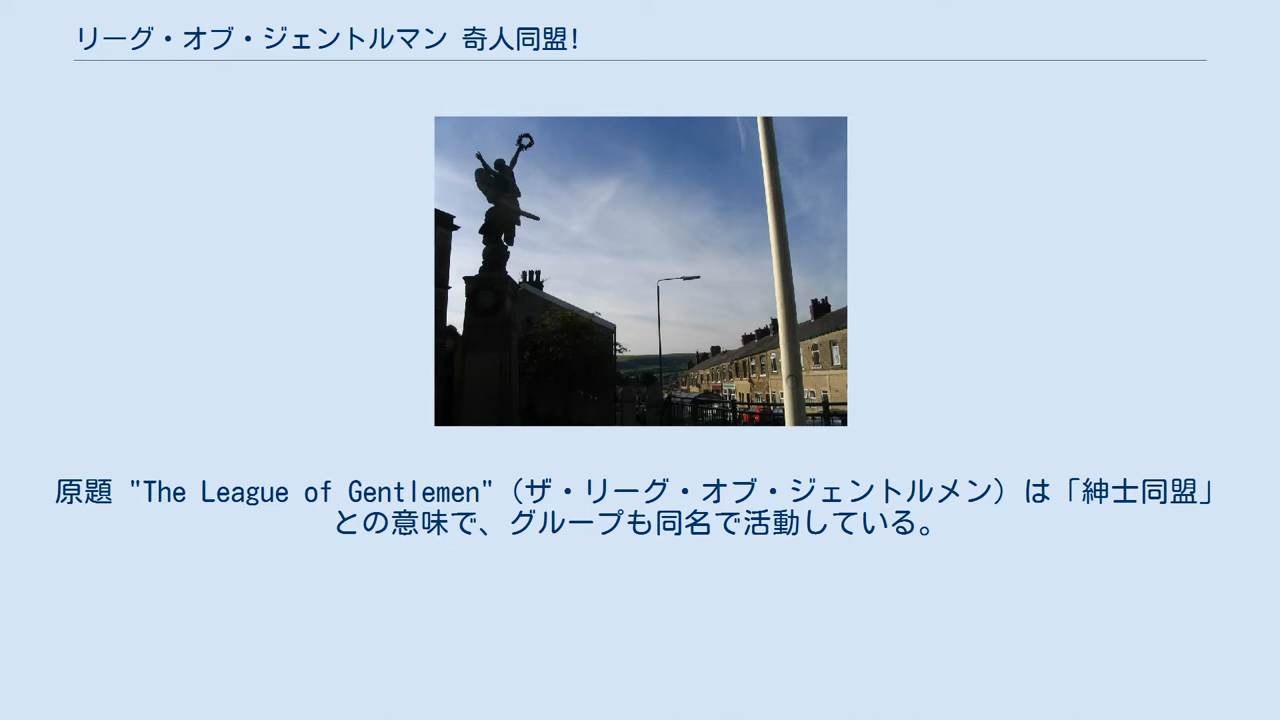 リーグ・オブ・ジェントルマン 奇人同盟!
原題 "The League of Gentlemen"（ザ・リーグ・オブ・ジェントルメン）は「紳士同盟」
との意味で、グループも同名で活動している。